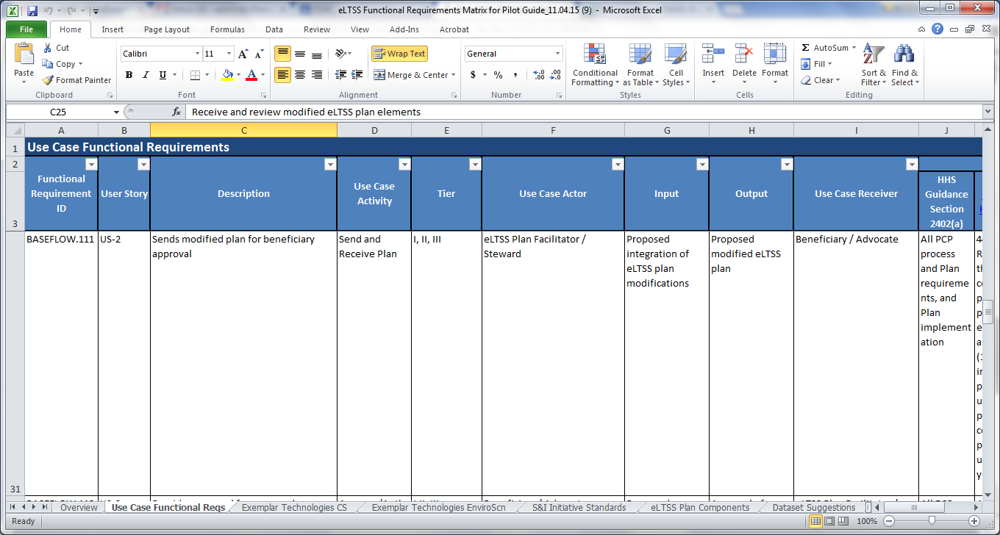 eLTSS Functional Requirements Matrix for Pilot Guide_11.04.15 (9) - Microsoft Excel
File Home Insert Page Layout Formulas Data Review View Add-Ins Acrobat
Paste
Cut
Copy
Format Painter
Clipboard
Calibri 11
B I U
Font
Wrap Text
Merge & Center
Alignment
General
$ % ,
Number
Conditional Formatting
Format as Table
Cell Styles
Styles
Insert Delete Format
Cells
Σ AutoSum
Fill
Clear
Sort & Filter
Find & Select
Editing
C25 fx Receive and review modified eLTSS plan elements
A B C D E F G H I J
1 Use Case Functional Requirements
2
3
Functional Requirement ID
User Story
Description
Use Case Activity
Tier
Use Case Actor
Input
Output
Use Case Receiver
HHS Guidance Section 2402(a)
BASEFLOW.111
US-2
Sends modified plan for beneficiary
approval
Send and
Receive Plan
I, II, III
eLTSS Plan Facilitator /
Steward
Proposed
integration of
eLTSS plan
modifications
Proposed
modified eLTSS
plan
Beneficiary / Advocate
All PCP
process
and Plan
requireme
nts, and
Plan
implement
ation
31
Overview Use Case Functional Reqs Exemplar Technologies CS Exemplar Technologies EnviroScn S&I Initiative Standards eLTSS Plan Components Dataset Suggestions
Ready 100%